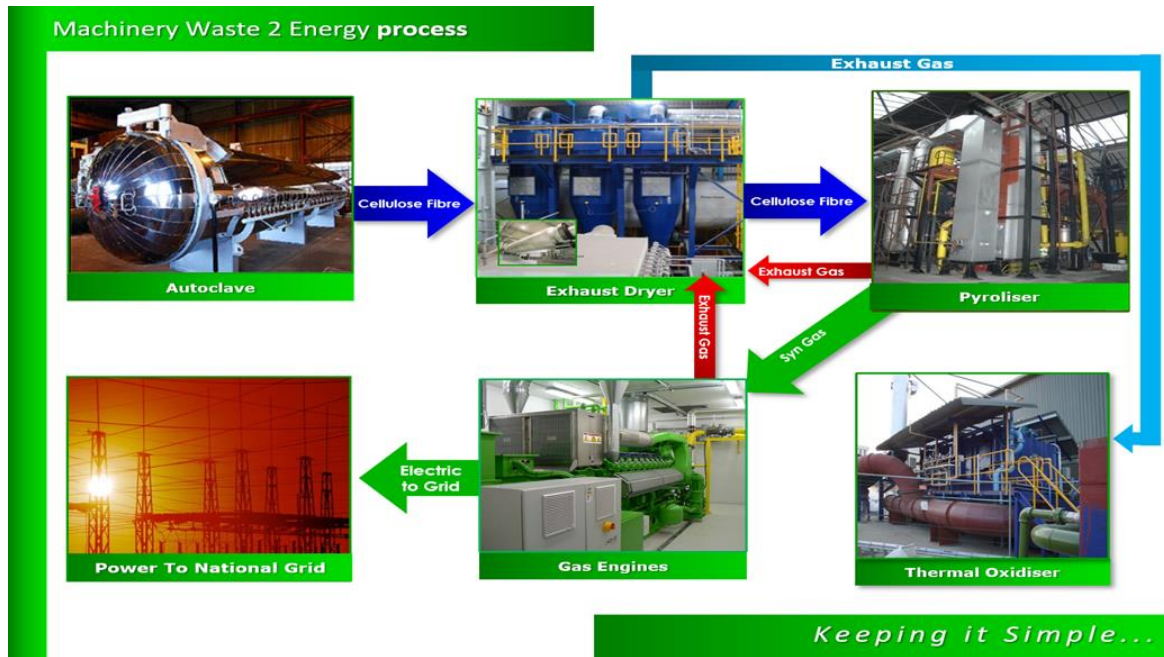 Machinery Waste 2 Energy process
Exhaust Gas
Autoclave
Cellulose Fibre
Exhaust Dryer
Cellulose Fibre
Pyroliser
Exhaust Gas
Exhaust Gas
Syn Gas
Power To National Grid
Electric
to Grid
Gas Engines
Thermal Oxidiser
Keeping it Simple...